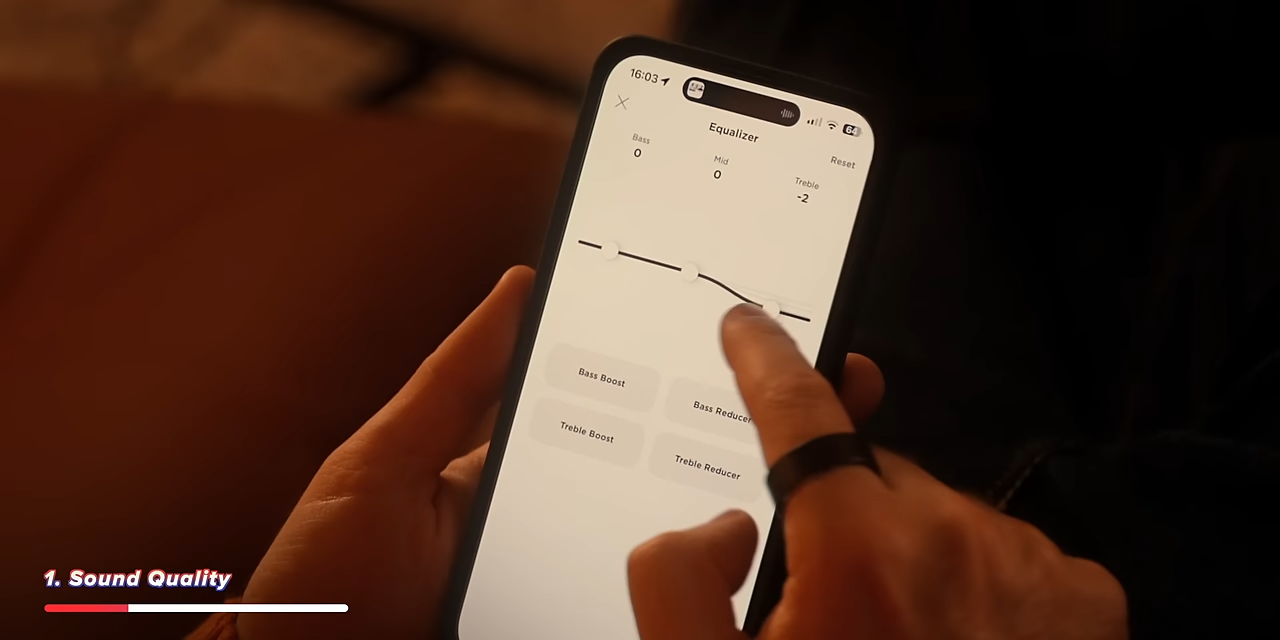 16:03
64
Equalizer
Reset
Bass
0
Mid
0
Treble
-2
Bass Boost
Bass Reducer
Treble Boost
Treble Reducer
1. Sound Quality